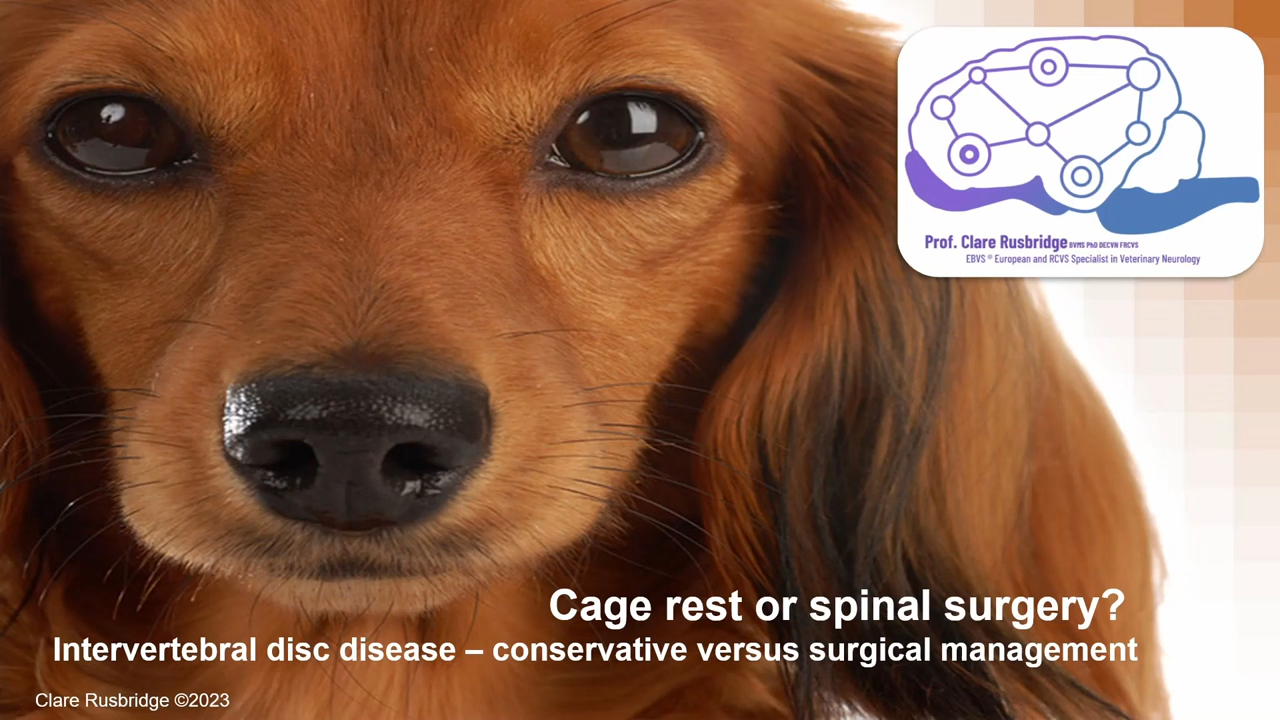 Prof. Clare Rusbridge BVMS PhD DECVN FRCVS
EBVS ® European and RCVS Specialist in Veterinary Neurology
Cage rest or spinal surgery?
Intervertebral disc disease – conservative versus surgical management
Clare Rusbridge ©2023